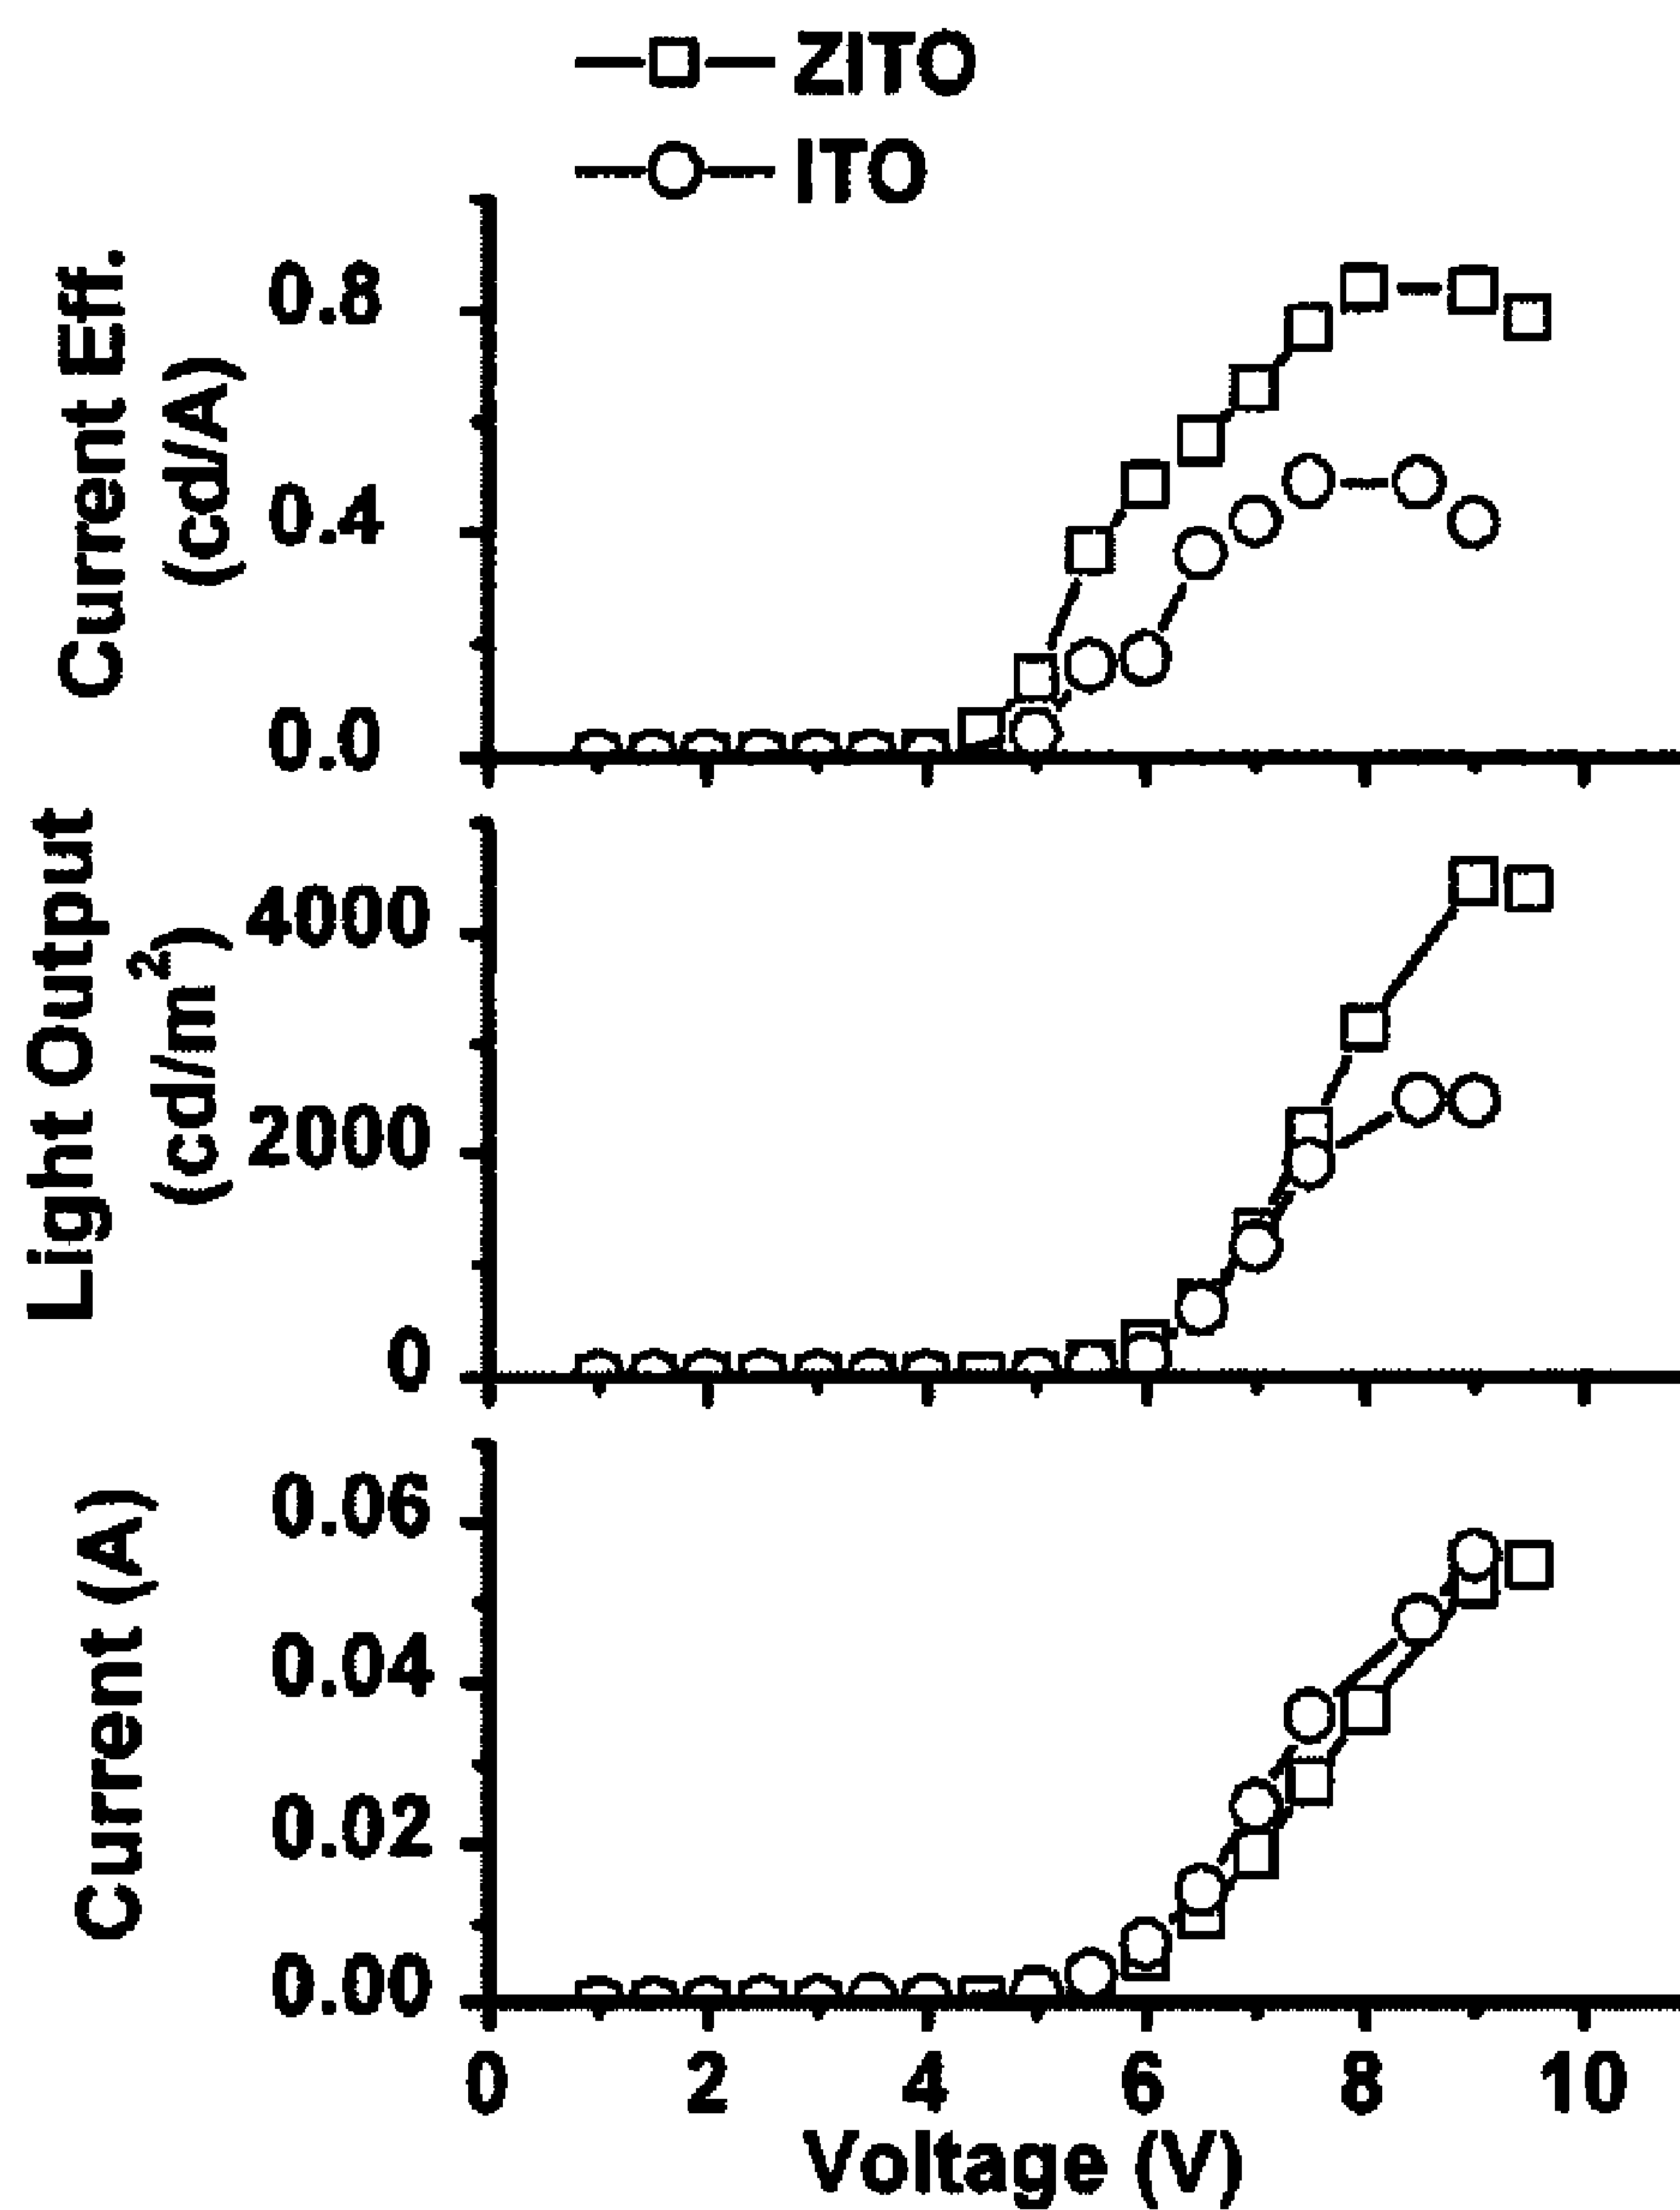 ZITO
ITO
Current Eff.
(cd/A)
0.8
0.4
0.0
Light Output
(cd/m²)
4000
2000
0
Current (A)
0.06
0.04
0.02
0.00
0 2 4 6 8 10
Voltage (V)